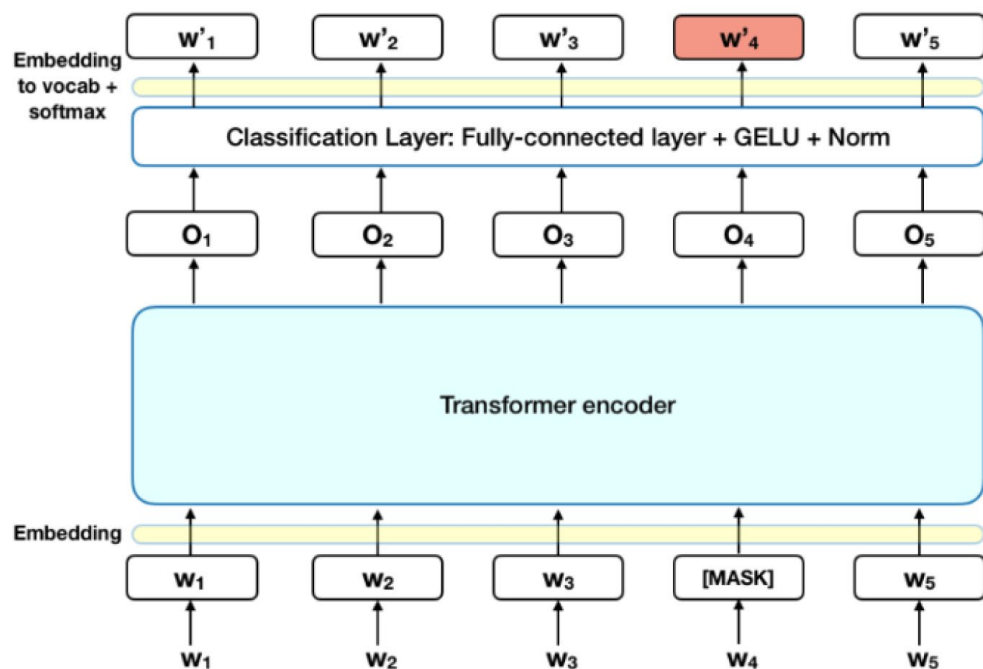 w'₁ w'₂ w'₃ w'₄ w'₅
Embedding
to vocab +
softmax
Classification Layer: Fully-connected layer + GELU + Norm
O₁ O₂ O₃ O₄ O₅
Transformer encoder
Embedding
w₁ w₂ w₃ [MASK] w₅
w₁ w₂ w₃ w₄ w₅